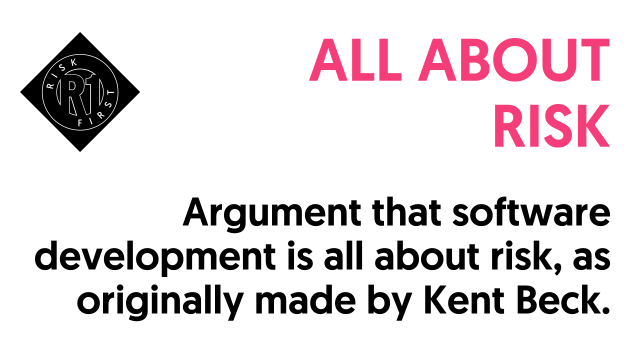 RISK
R1
FIRST
ALL ABOUT
RISK
Argument that software
development is all about risk, as
originally made by Kent Beck.